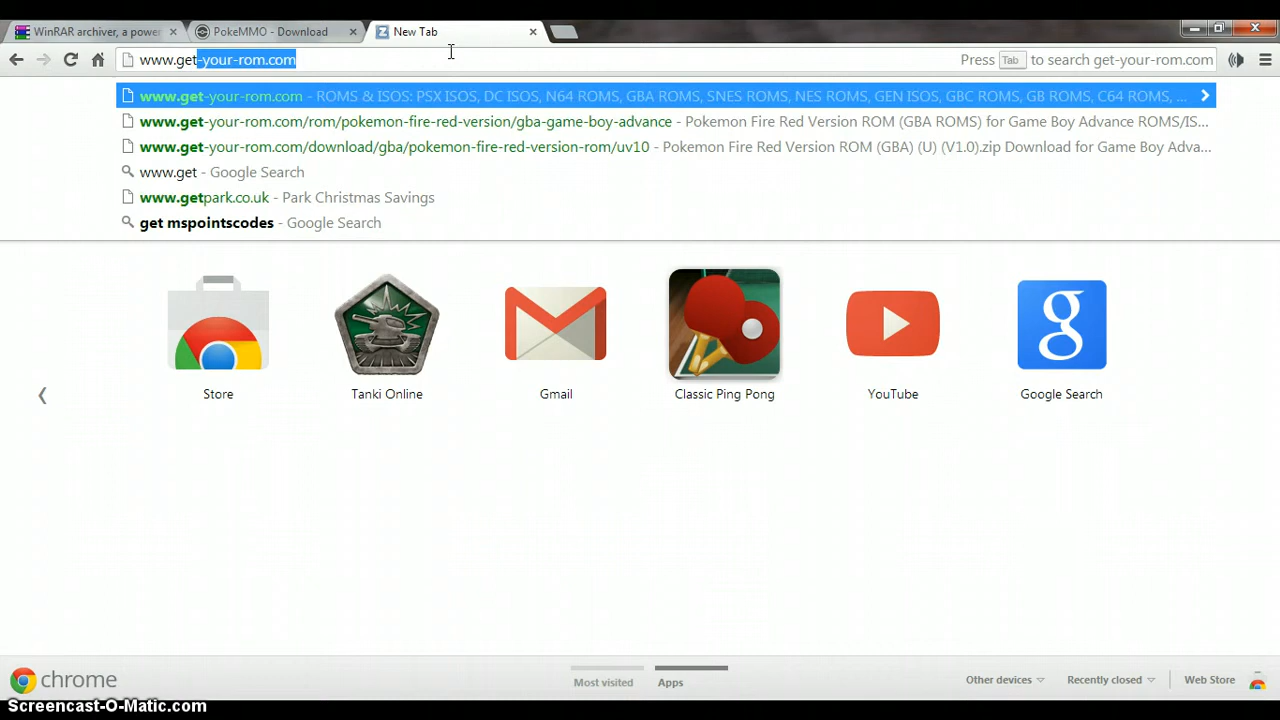 WinRAR archiver, a power
PokeMMO - Download
New Tab
www.get-your-rom.com
Press Tab to search get-your-rom.com
www.get-your-rom.com - ROMS & ISOS: PSX ISOS, DC ISOS, N64 ROMS, GBA ROMS, SNES ROMS, NES ROMS, GEN ISOS, GBC ROMS, GB ROMS, C64 ROMS, ...
www.get-your-rom.com/rom/pokemon-fire-red-version/gba-game-boy-advance - Pokemon Fire Red Version ROM (GBA ROMS) for Game Boy Advance ROMS/IS...
www.get-your-rom.com/download/gba/pokemon-fire-red-version-rom/uv10 - Pokemon Fire Red Version ROM (GBA) (U) (V1.0).zip Download for Game Boy Adva...
www.get - Google Search
www.getpark.co.uk - Park Christmas Savings
get mspointscodes - Google Search
Store
Tanki Online
Gmail
Classic Ping Pong
YouTube
Google Search
chrome
Most visited
Apps
Other devices
Recently closed
Web Store
Screencast-O-Matic.com